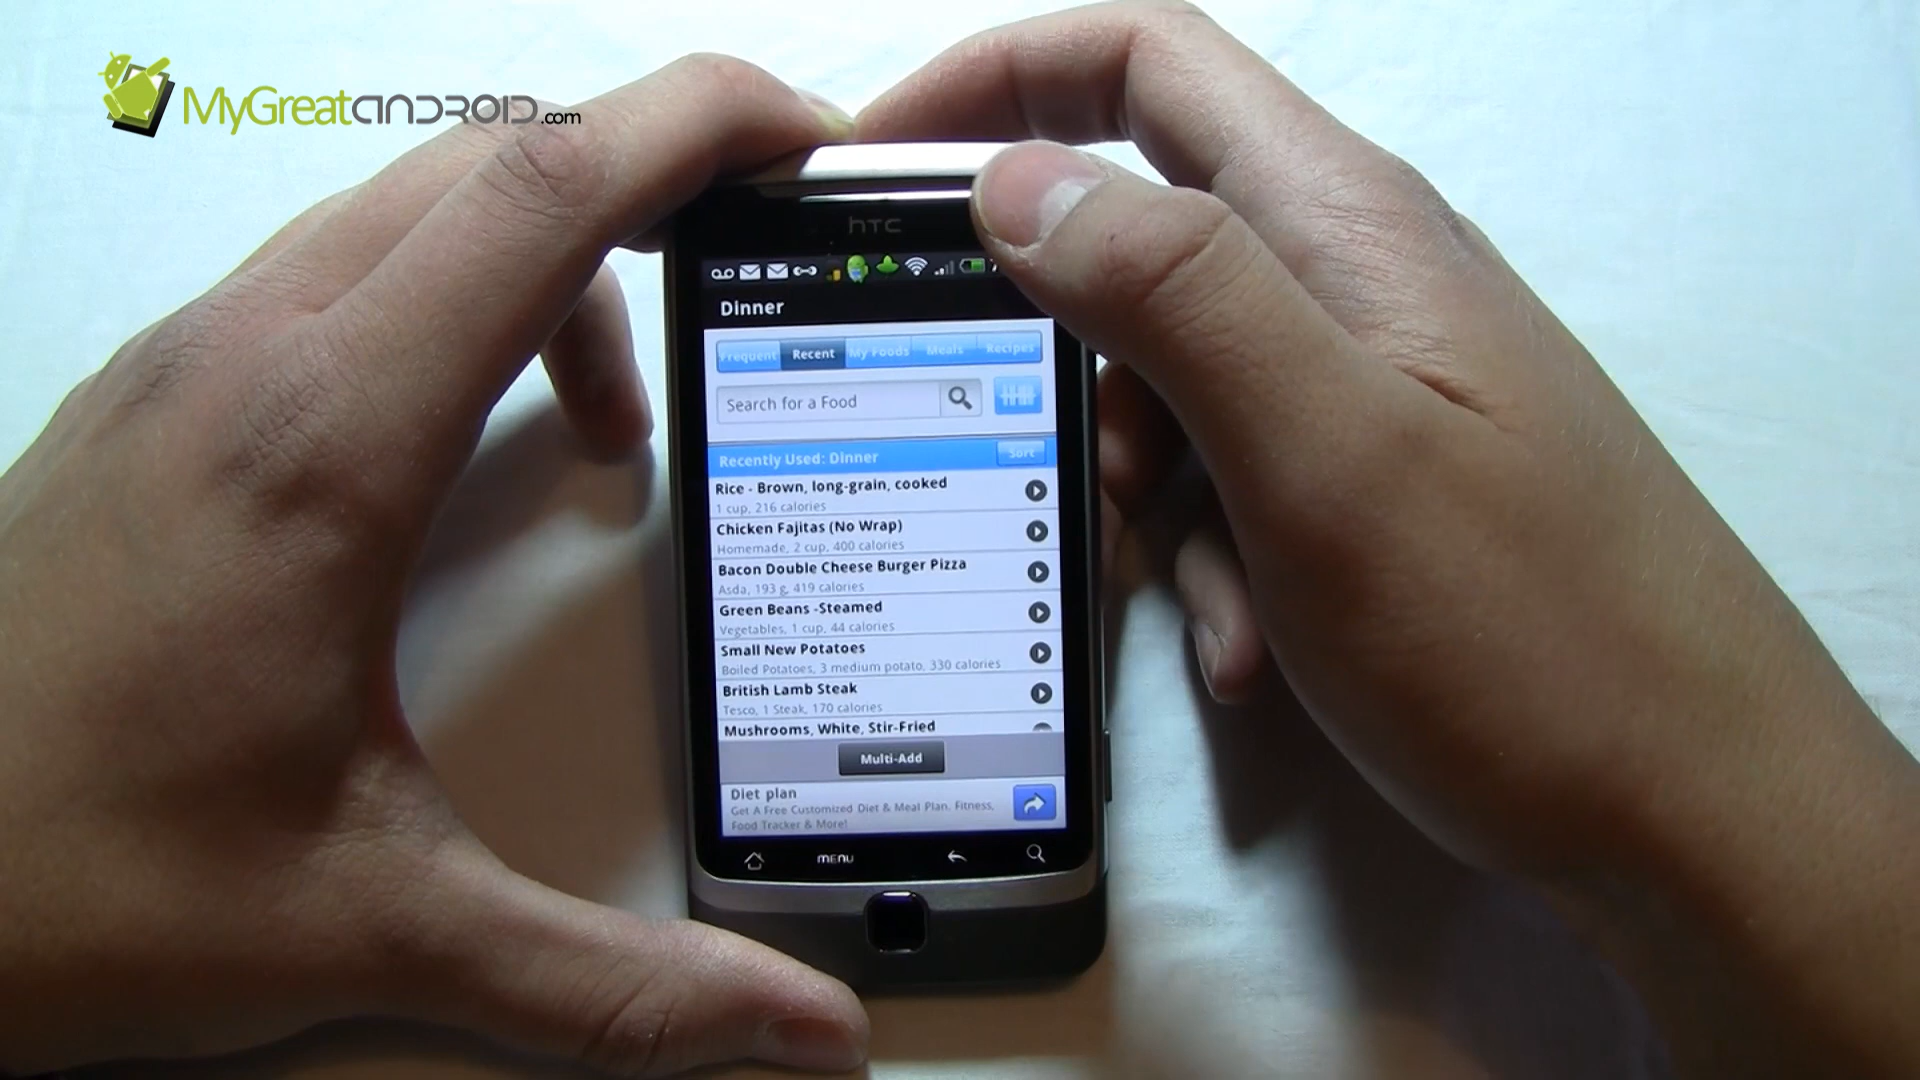 MyGreatANDROID.com
hTC
Dinner
Frequent Recent My Foods Meals Recipes
Search for a Food
Recently Used: Dinner Sort
Rice - Brown, long-grain, cooked
1 cup, 216 calories
Chicken Fajitas (No Wrap)
Homemade, 2 cup, 400 calories
Bacon Double Cheese Burger Pizza
Asda, 193 g, 419 calories
Green Beans -Steamed
Vegetables, 1 cup, 44 calories
Small New Potatoes
Boiled Potatoes, 3 medium potato, 330 calories
British Lamb Steak
Tesco, 1 Steak, 170 calories
Mushrooms, White, Stir-Fried
Multi-Add
Diet plan
Get A Free Customized Diet & Meal Plan. Fitness,
Food Tracker & More!
MENU